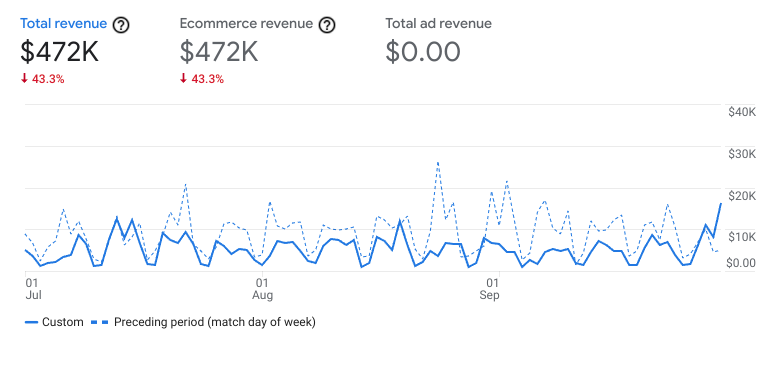 Total revenue ?
Ecommerce revenue ?
Total ad revenue
$472K
$472K
$0.00
↓ 43.3%
↓ 43.3%
$40K
$30K
$20K
$10K
$0.00
01
Jul
01
Aug
01
Sep
Custom
Preceding period (match day of week)